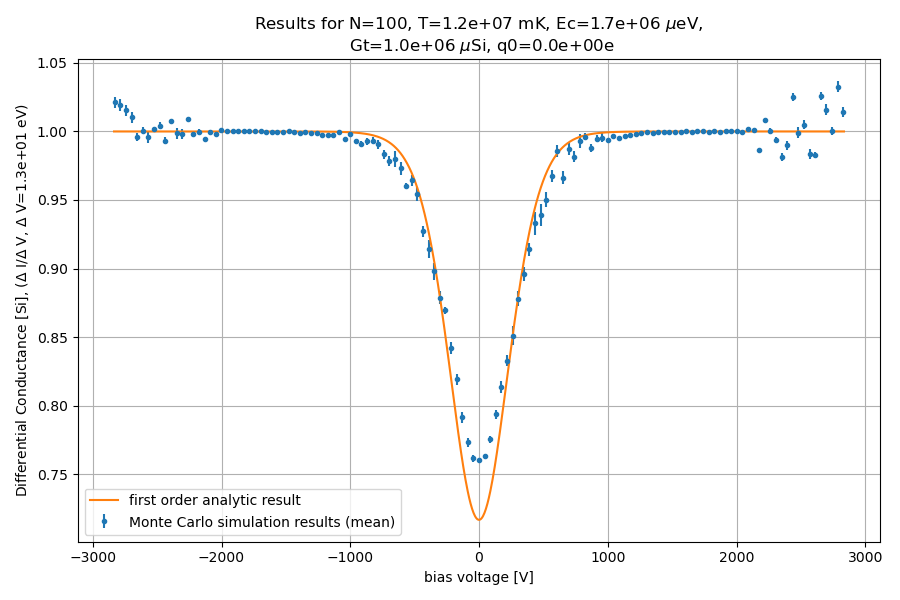 Results for N=100, T=1.2e+07 mK, Ec=1.7e+06 μeV,
Gt=1.0e+06 μSi, q0=0.0e+00e
Differential Conductance [Si], (Δ I/Δ V, Δ V=1.3e+01 eV)
1.05
1.00
0.95
0.90
0.85
0.80
0.75
first order analytic result
Monte Carlo simulation results (mean)
−3000 −2000 −1000 0 1000 2000 3000
bias voltage [V]